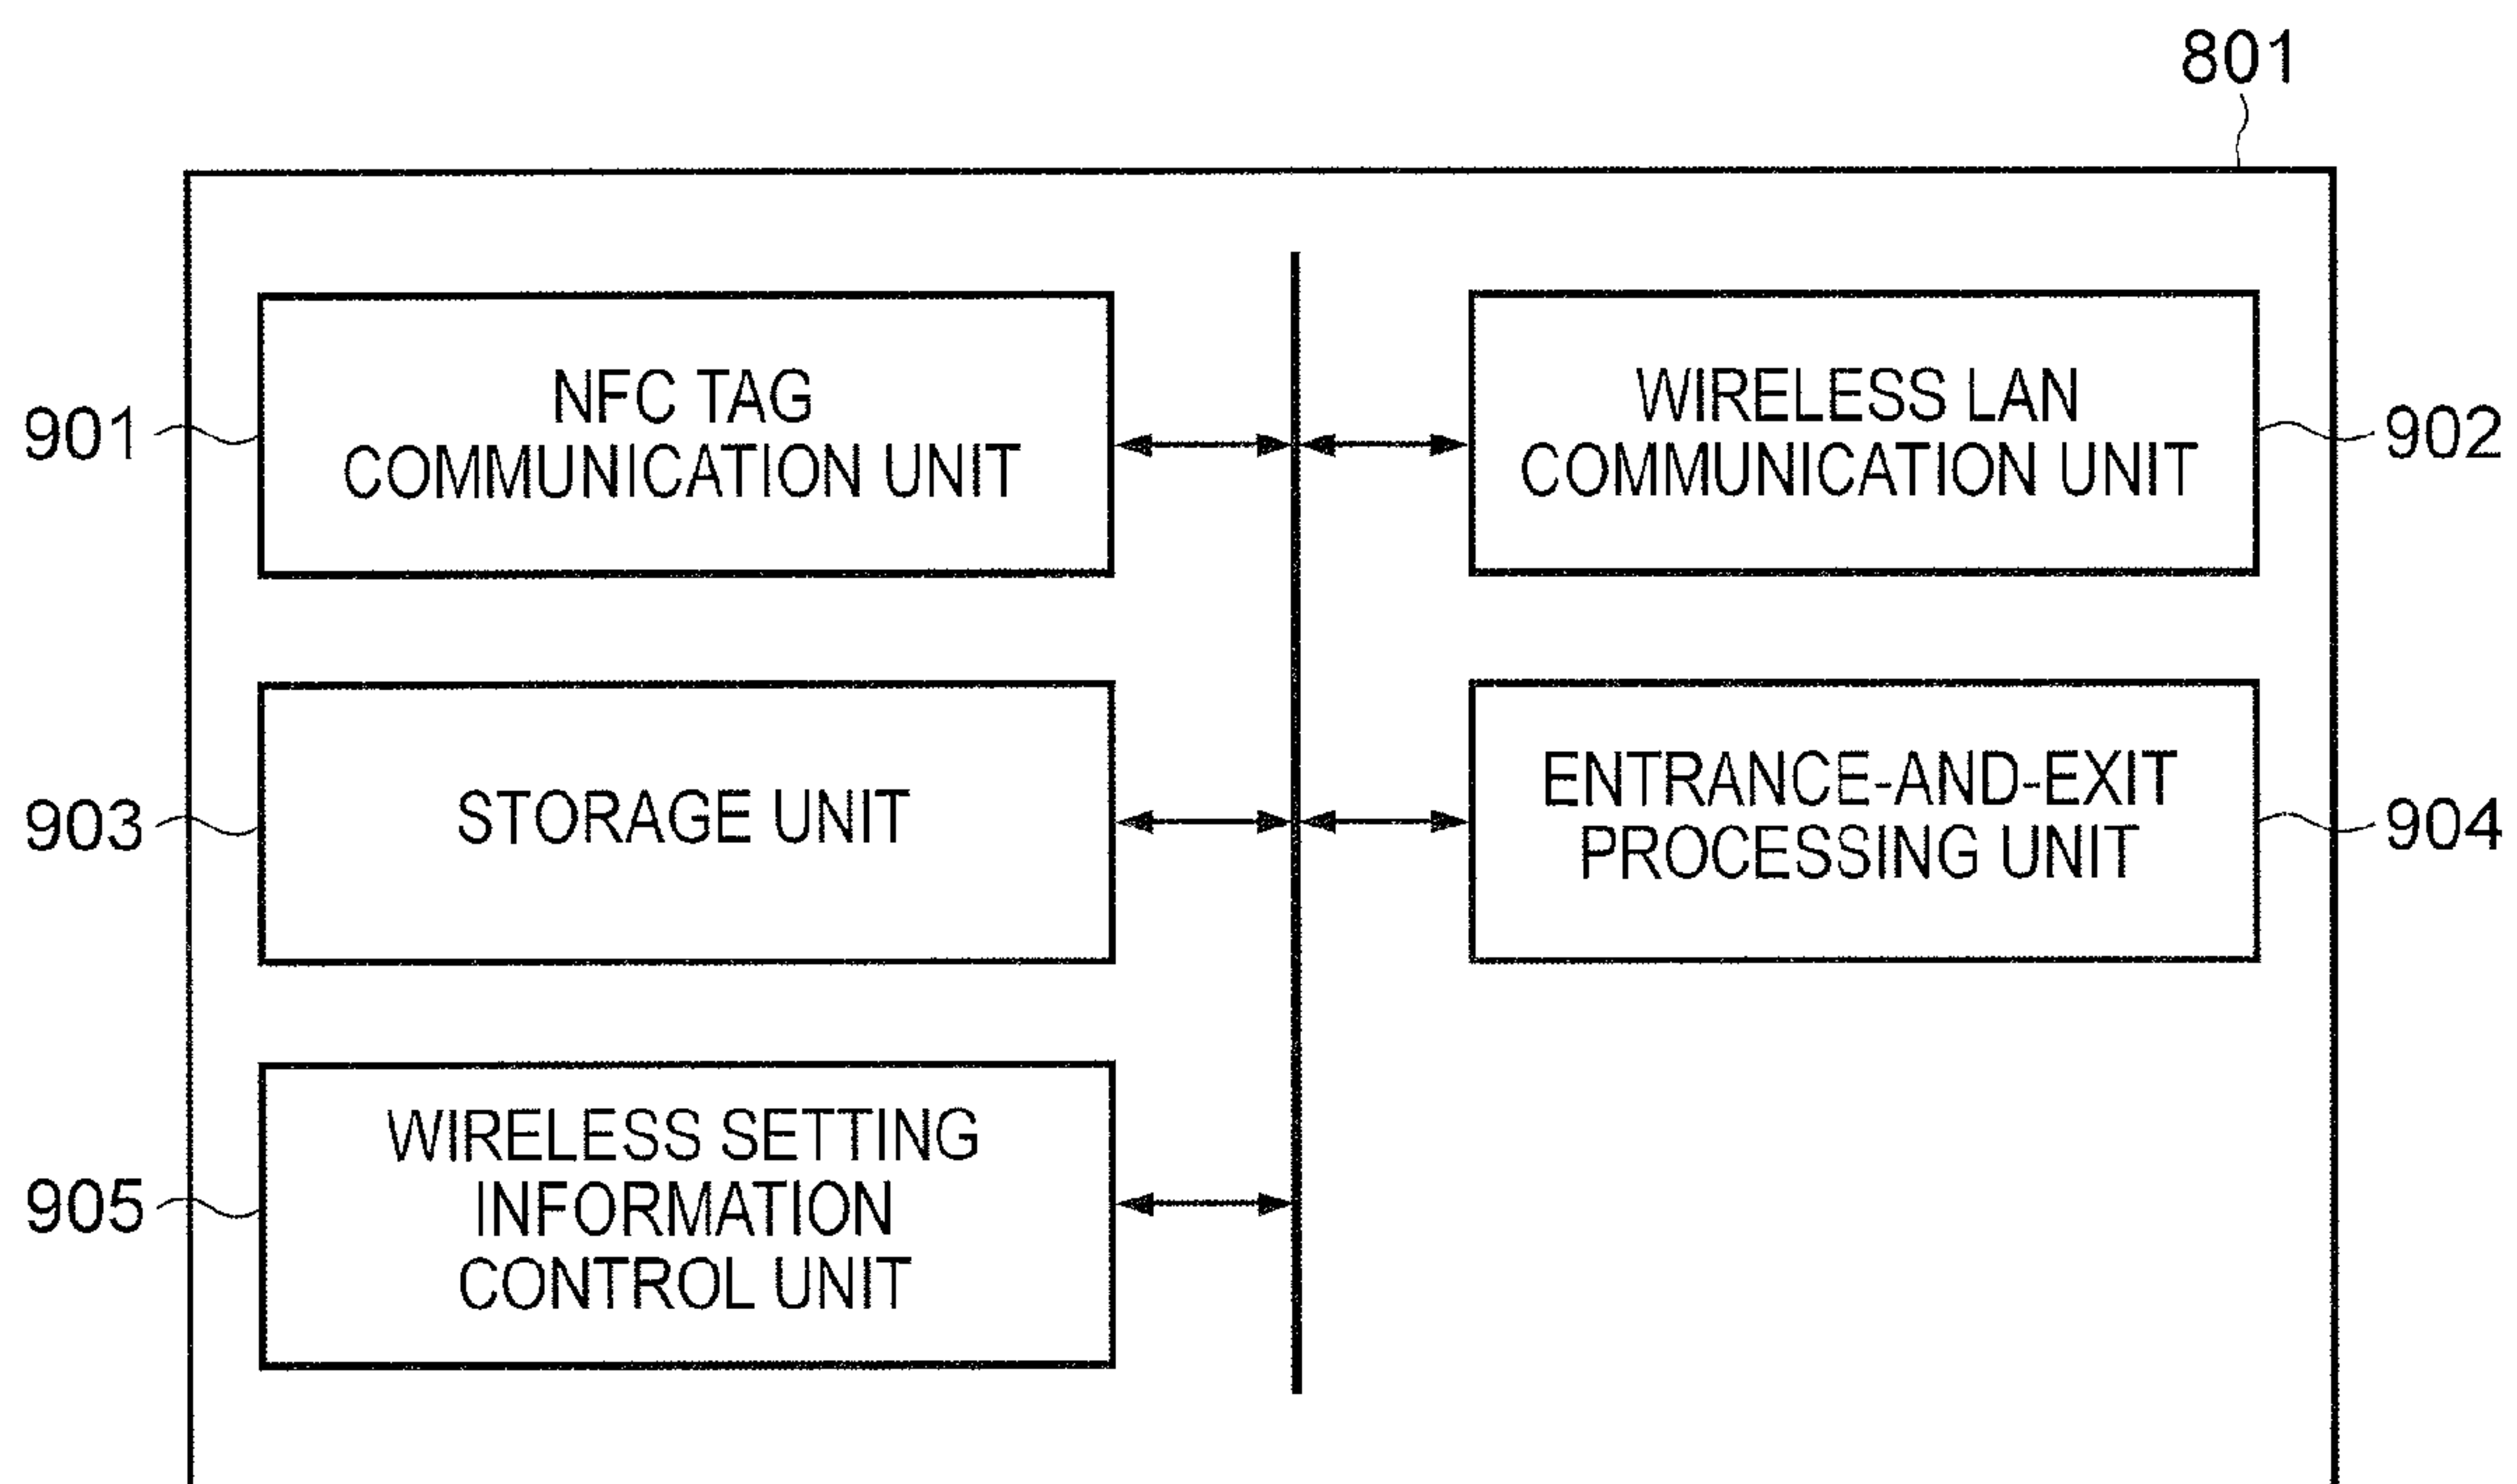 801
901
NFC TAG
COMMUNICATION UNIT
WIRELESS LAN
COMMUNICATION UNIT
902
903
STORAGE UNIT
ENTRANCE-AND-EXIT
PROCESSING UNIT
904
905
WIRELESS SETTING
INFORMATION
CONTROL UNIT